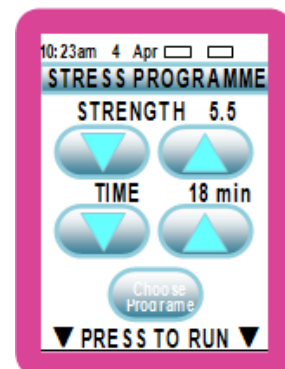 10:23am 4 Apr
STRESS PROGRAMME
STRENGTH 5.5
TIME 18 min
Choose
Programe
▼ PRESS TO RUN ▼